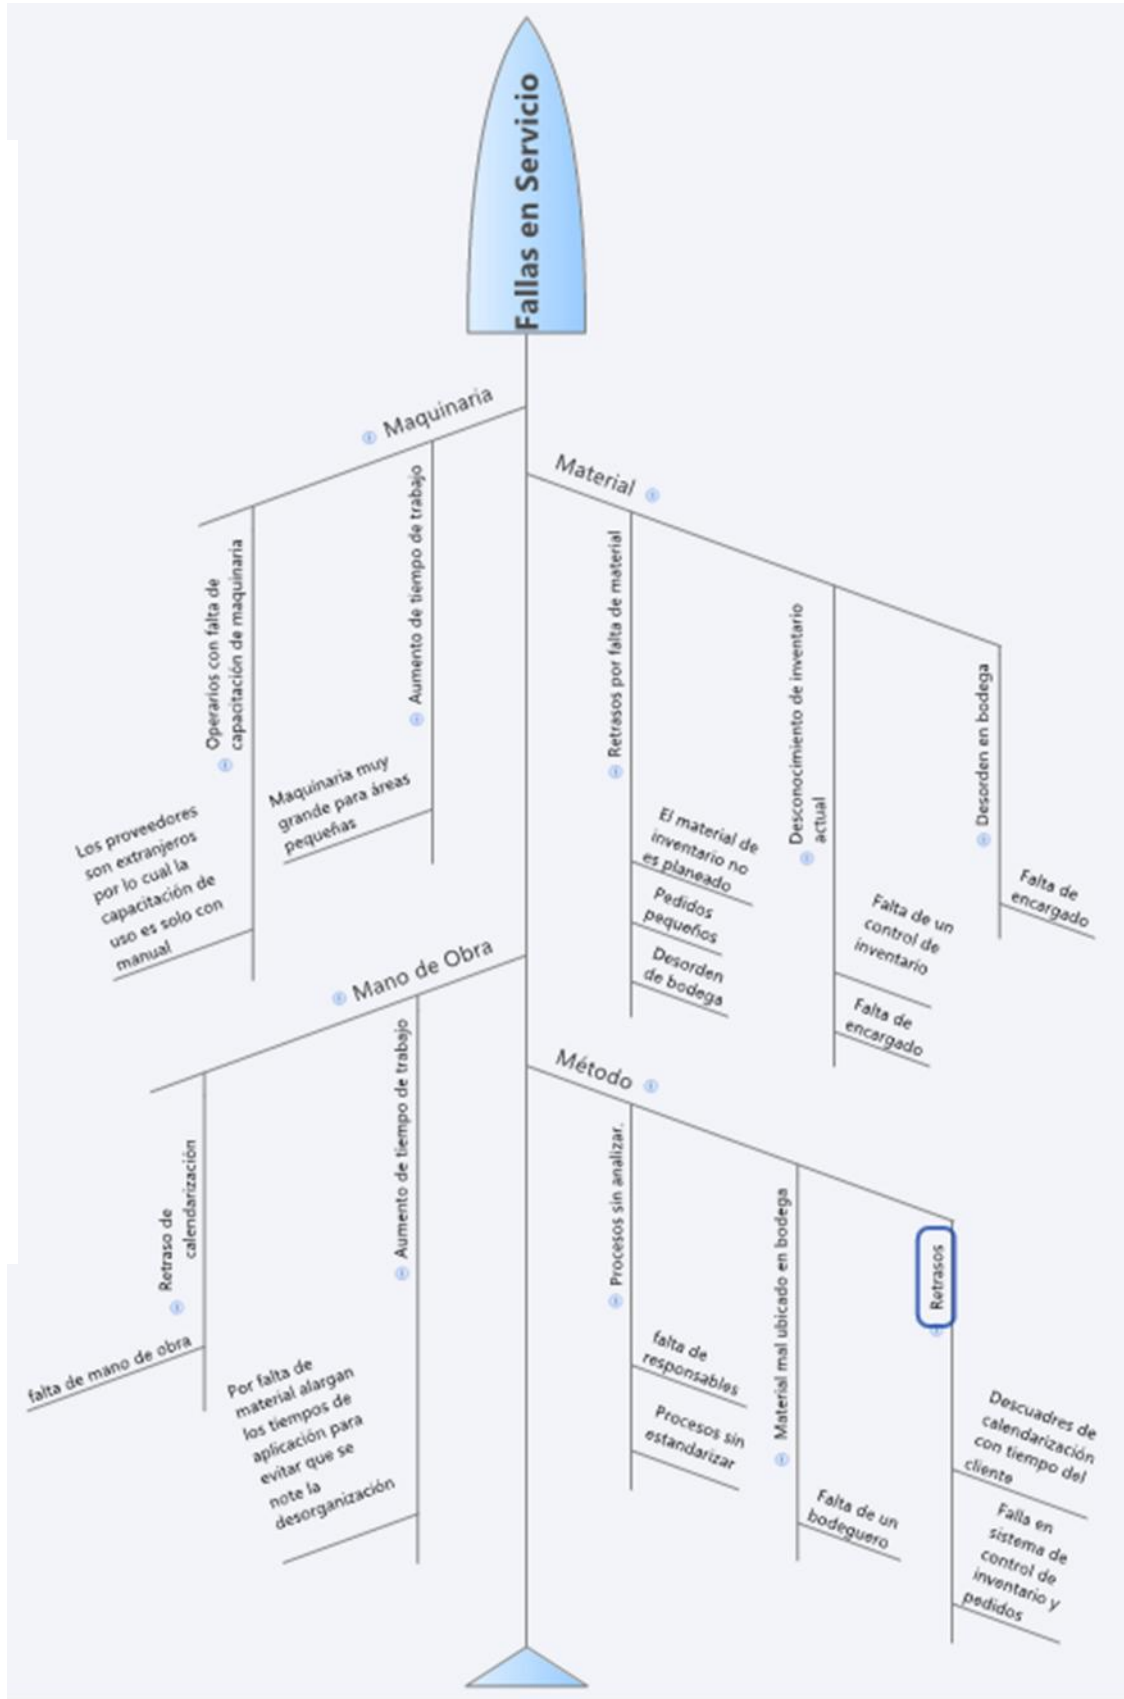 Fallas en Servicio
Maquinaria
Operarios con falta de
capacitación de maquinaria
Los proveedores
son extranjeros
por lo cual la
capacitación de
uso es solo con
manual
Aumento de tiempo de trabajo
Maquinaria muy
grande para áreas
pequeñas
Material
Retrasos por falta de material
El material de
inventario no
es planeado
Pedidos
pequeños
Desorden
de bodega
Desconocimiento de inventario
actual
Falta de un
control de
inventario
Falta de
encargado
Desorden en bodega
Falta de
encargado
Mano de Obra
Retraso de
calendarización
falta de mano de obra
Aumento de tiempo de trabajo
Por falta de
material alargan
los tiempos de
aplicación para
evitar que se
note la
desorganización
Método
Procesos sin analizar.
falta de
responsables
Procesos sin
estandarizar
Material mal ubicado en bodega
Falta de un
bodeguero
Retrasos
Descuadres de
calendarización
con tiempo del
cliente
Falla en
sistema de
control de
inventario y
pedidos